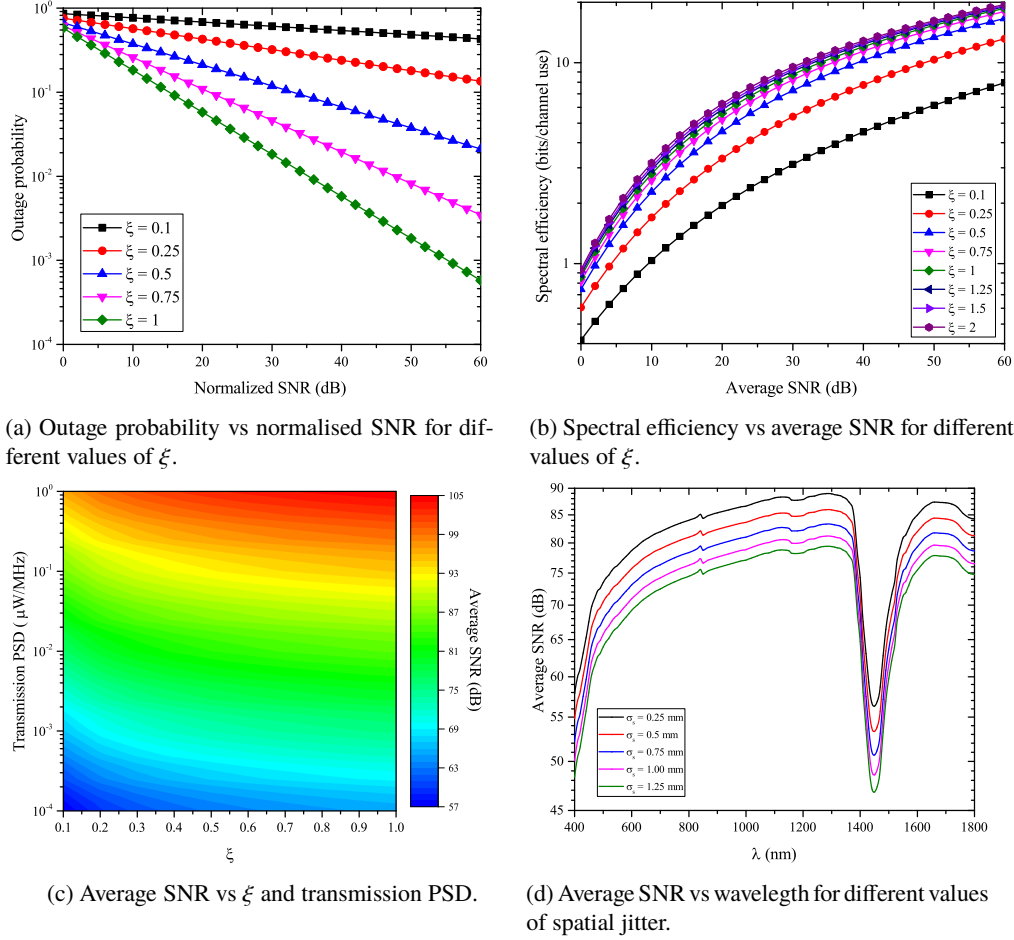 Outage probability
10^0
10^-1
10^-2
10^-3
10^-4
ξ = 0.1
ξ = 0.25
ξ = 0.5
ξ = 0.75
ξ = 1
0 10 20 30 40 50 60
Normalized SNR (dB)
Spectral efficiency (bits/channel use)
10
1
ξ = 0.1
ξ = 0.25
ξ = 0.5
ξ = 0.75
ξ = 1
ξ = 1.25
ξ = 1.5
ξ = 2
0 10 20 30 40 50 60
Average SNR (dB)
(a) Outage probability vs normalised SNR for dif-
ferent values of ξ.
(b) Spectral efficiency vs average SNR for different
values of ξ.
Transmission PSD ( μW/MHz)
10^0
10^-1
10^-2
10^-3
10^-4
0.1 0.2 0.3 0.4 0.5 0.6 0.7 0.8 0.9 1.0
ξ
105
99
93
87
81
75
69
63
57
Average SNR (dB)
Average SNR (dB)
90
85
80
75
70
65
60
55
50
45
σs = 0.25 mm
σs = 0.5 mm
σs = 0.75 mm
σs = 1.00 mm
σs = 1.25 mm
400 600 800 1000 1200 1400 1600 1800
λ (nm)
(c) Average SNR vs ξ and transmission PSD.
(d) Average SNR vs wavelegth for different values
of spatial jitter.